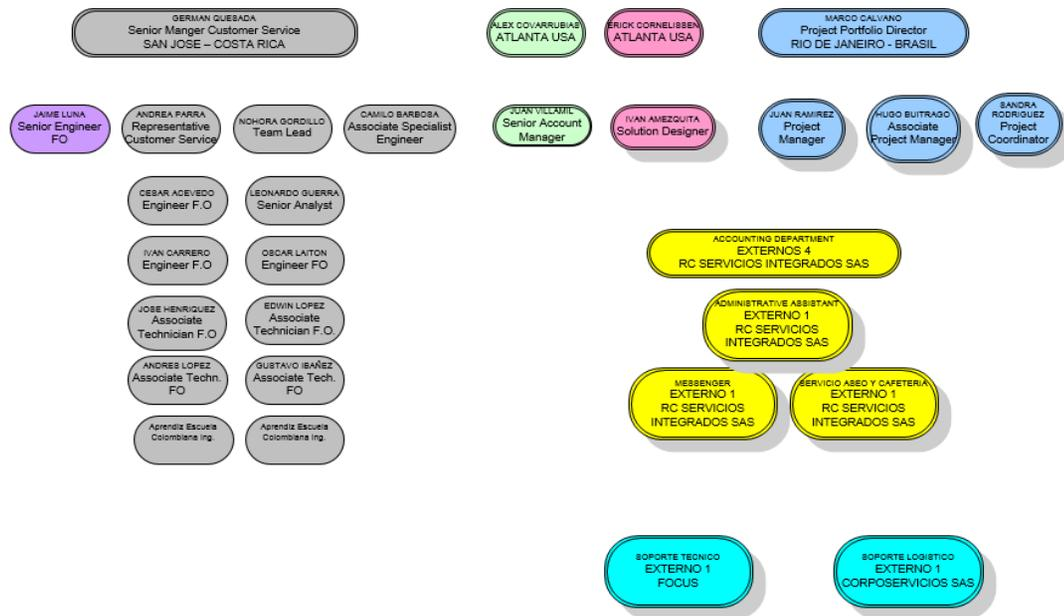 GERMAN QUESADA
Senior Manger Customer Service
SAN JOSE – COSTA RICA
ALEX COVARRUBIAS
ATLANTA USA
ERICK CORNELISSEN
ATLANTA USA
MARCO CALVANO
Project Portfolio Director
RIO DE JANEIRO - BRASIL
JAIME LUNA
Senior Engineer
FO
ANDREA PARRA
Representative
Customer Service
NOHORA GORDILLO
Team Lead
CAMILO BARBOSA
Associate Specialist
Engineer
JUAN VILLAMIL
Senior Account
Manager
IVAN AMEZQUITA
Solution Designer
JUAN RAMIREZ
Project
Manager
HUGO BUITRAGO
Associate
Project Manager
SANDRA
RODRIGUEZ
Project
Coordinator
CESAR ACEVEDO
Engineer F.O
LEONARDO GUERRA
Senior Analyst
IVAN CARRERO
Engineer F.O
OSCAR LAITON
Engineer FO
JOSE HENRIQUEZ
Associate
Technician F.O
EDWIN LOPEZ
Associate
Technician F.O.
ANDRES LOPEZ
Associate Techn.
FO
GUSTAVO IBAÑEZ
Associate Tech.
FO
Aprendiz Escuela
Colombiana Ing.
Aprendiz Escuela
Colombiana Ing.
ACCOUNTING DEPARTMENT
EXTERNOS 4
RC SERVICIOS INTEGRADOS SAS
ADMINISTRATIVE ASSISTANT
EXTERNO 1
RC SERVICIOS
INTEGRADOS SAS
MESSENGER
EXTERNO 1
RC SERVICIOS
INTEGRADOS SAS
SERVICIO ASEO Y CAFETERIA
EXTERNO 1
RC SERVICIOS
INTEGRADOS SAS
SOPORTE TECNICO
EXTERNO 1
FOCUS
SOPORTE LOGISTICO
EXTERNO 1
CORPOSERVICIOS SAS